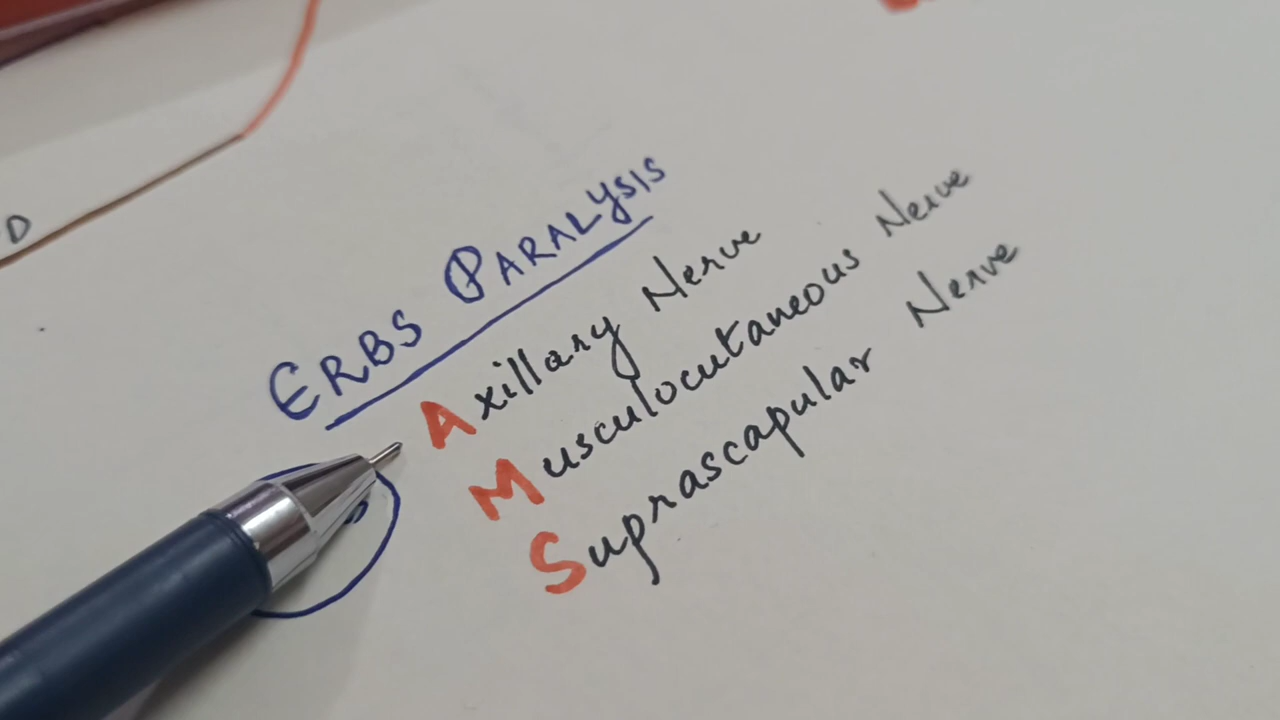 D
ERBS PARALYSIS
Axillary Nerve
Musculocutaneous Nerve
Suprascapular Nerve